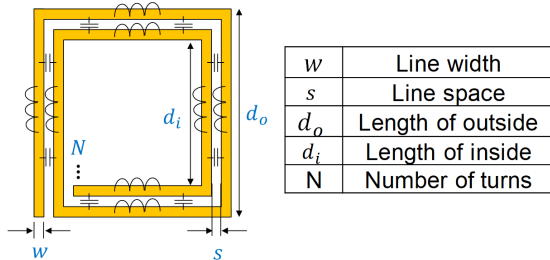 d_i
d_o
N
w
s
w Line width
s Line space
d_o Length of outside
d_i Length of inside
N Number of turns